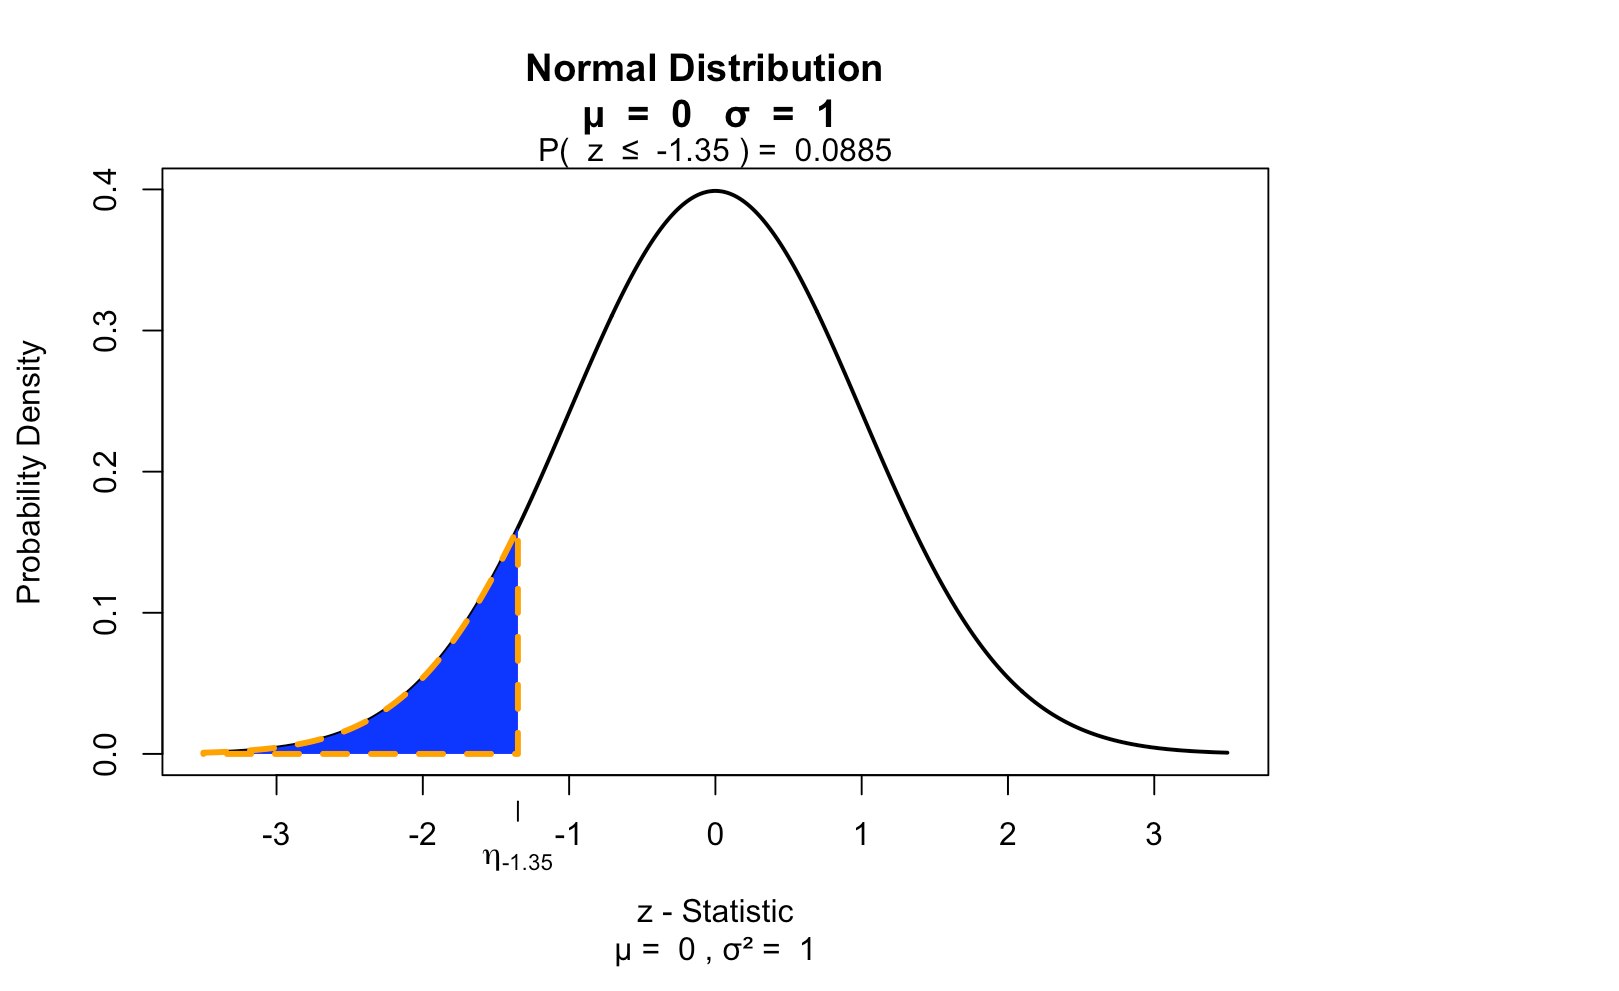 Normal Distribution
μ = 0 σ = 1
P( z ≤ -1.35 ) = 0.0885
Probability Density
0.4
0.3
0.2
0.1
0.0
-3 -2 -1 0 1 2 3
η-1.35
z - Statistic
μ = 0 , σ² = 1